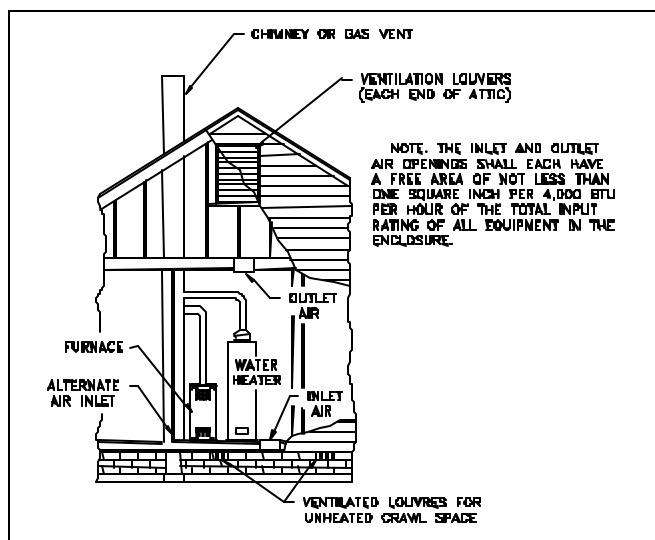 CHIMNEY OR GAS VENT
VENTILATION LOUVERS
(EACH END OF ATTIC)
NOTE. THE INLET AND OUTLET
AIR OPENINGS SHALL EACH HAVE
A FREE AREA OF NOT LESS THAN
ONE SQUARE INCH PER 4,000 BTU
PER HOUR OF THE TOTAL INPUT
RATING OF ALL EQUIPMENT IN THE
ENCLOSURE.
OUTLET
AIR
FURNACE
WATER
HEATER
ALTERNATE
AIR INLET
INLET
AIR
VENTILATED LOUVRES FOR
UNHEATED CRAWL SPACE